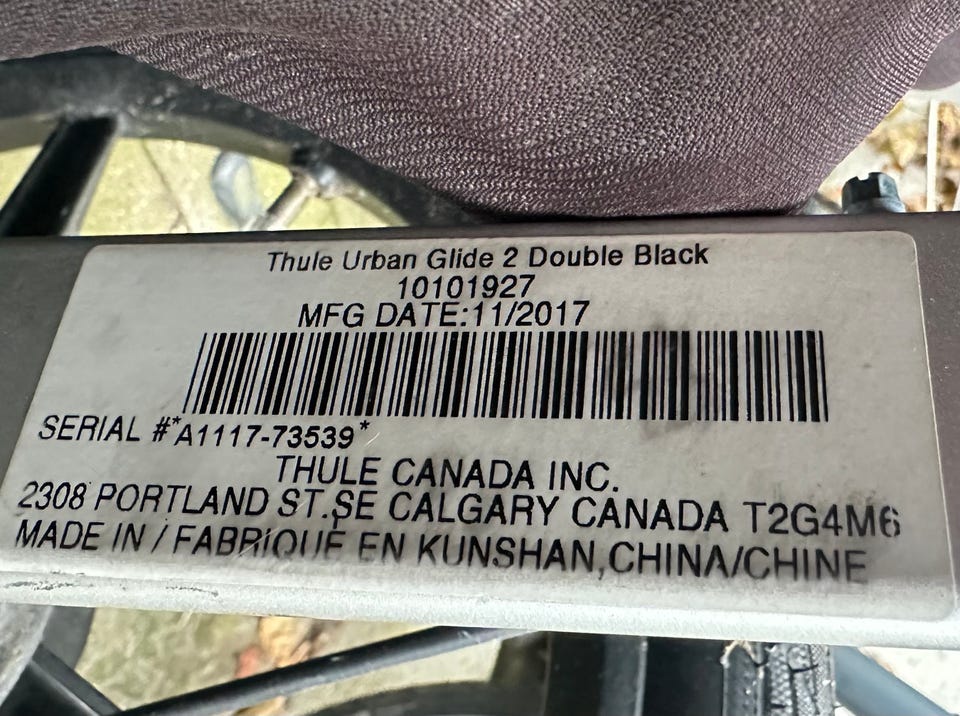 Thule Urban Glide 2 Double Black
10101927
MFG DATE:11/2017
SERIAL #*A1117-73539*
THULE CANADA INC.
2308 PORTLAND ST.SE CALGARY CANADA T2G4M6
MADE IN / FABRIQUE EN KUNSHAN,CHINA/CHINE